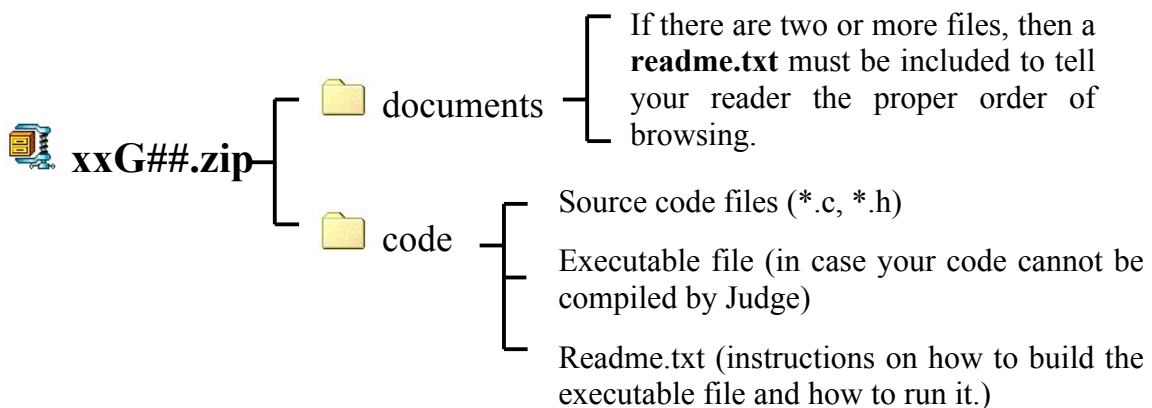 If there are two or more files, then a
readme.txt must be included to tell
your reader the proper order of
browsing.
documents
xxG##.zip
code
Source code files (*.c, *.h)
Executable file (in case your code cannot be
compiled by Judge)
Readme.txt (instructions on how to build the
executable file and how to run it.)